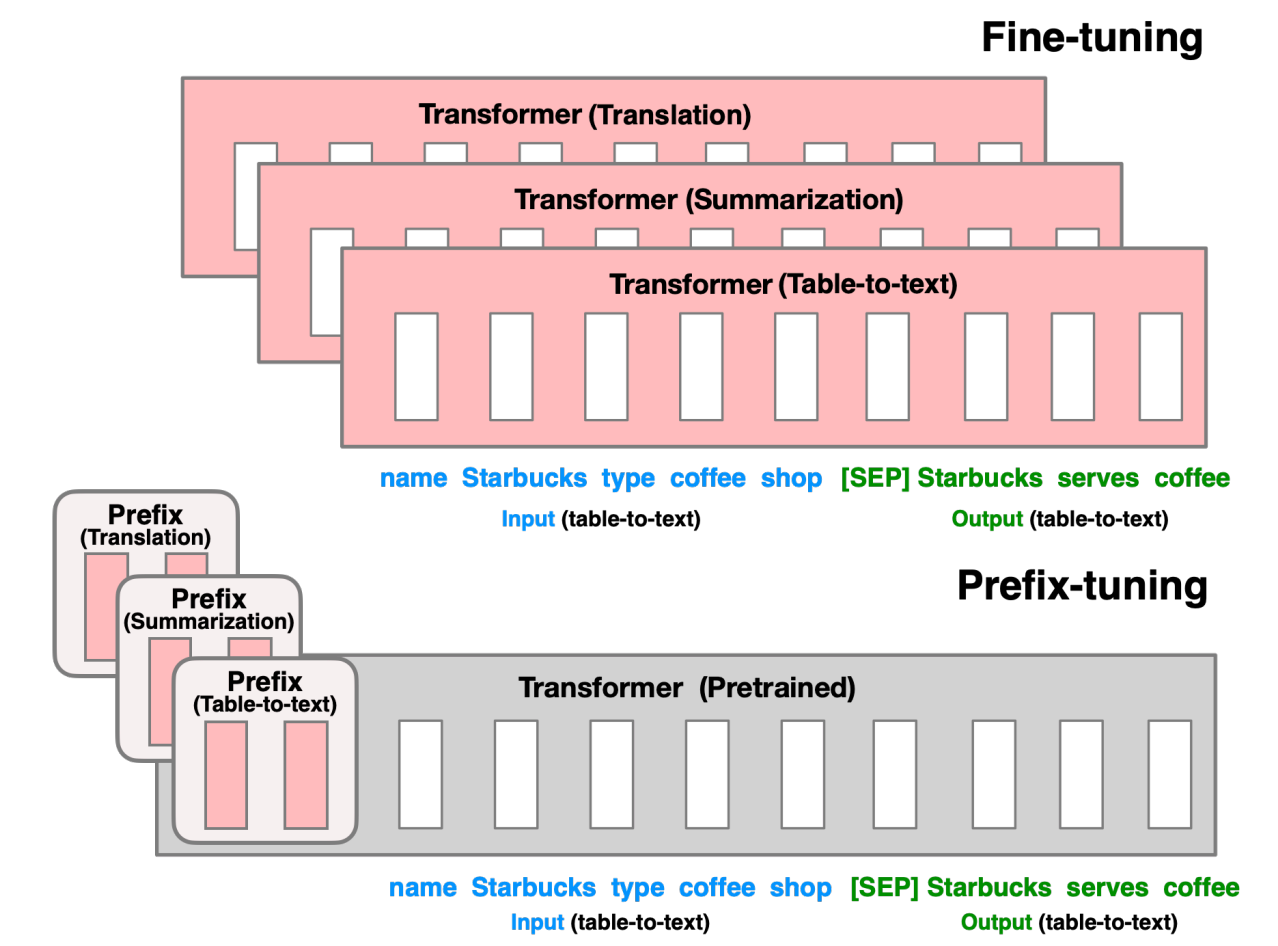 Fine-tuning
Transformer (Translation)
Transformer (Summarization)
Transformer (Table-to-text)
name Starbucks type coffee shop [SEP] Starbucks serves coffee
Input (table-to-text) Output (table-to-text)
Prefix
(Translation)
Prefix-tuning
Prefix
(Summarization)
Prefix
(Table-to-text)
Transformer (Pretrained)
name Starbucks type coffee shop [SEP] Starbucks serves coffee
Input (table-to-text) Output (table-to-text)